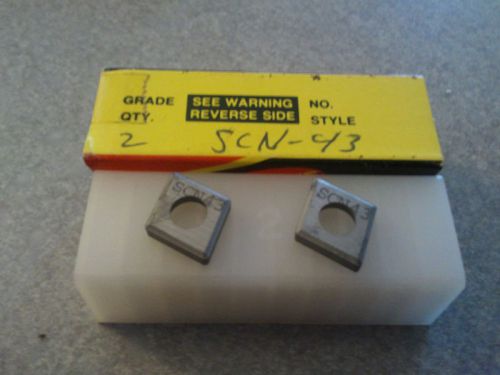 GRADE SEE WARNING NO.
QTY. REVERSE SIDE STYLE
2 SCN-43
SCN43 SCN43